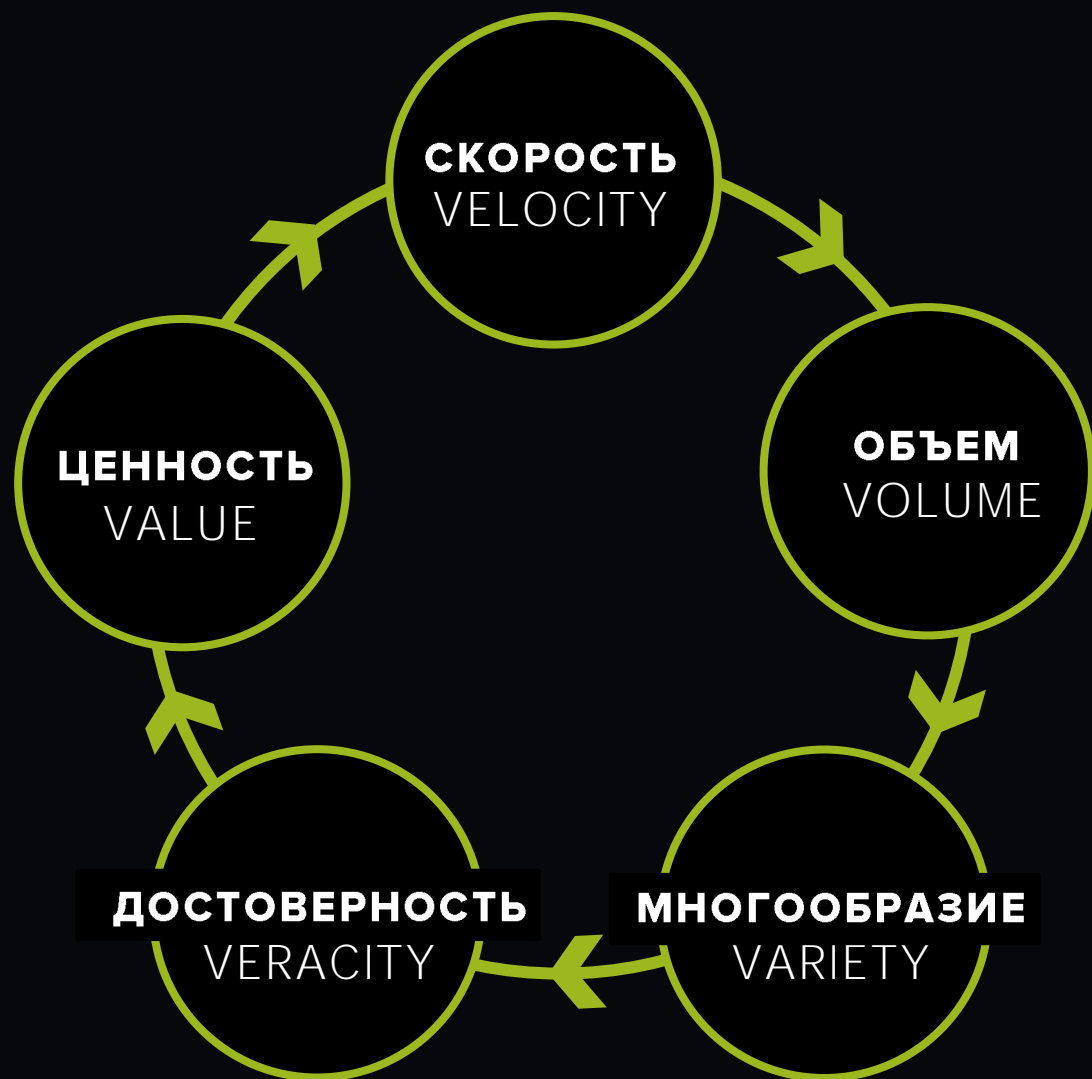 СКОРОСТЬ
VELOCITY
ОБЪЕМ
VOLUME
МНОГООБРАЗИЕ
VARIETY
ДОСТОВЕРНОСТЬ
VERACITY
ЦЕННОСТЬ
VALUE